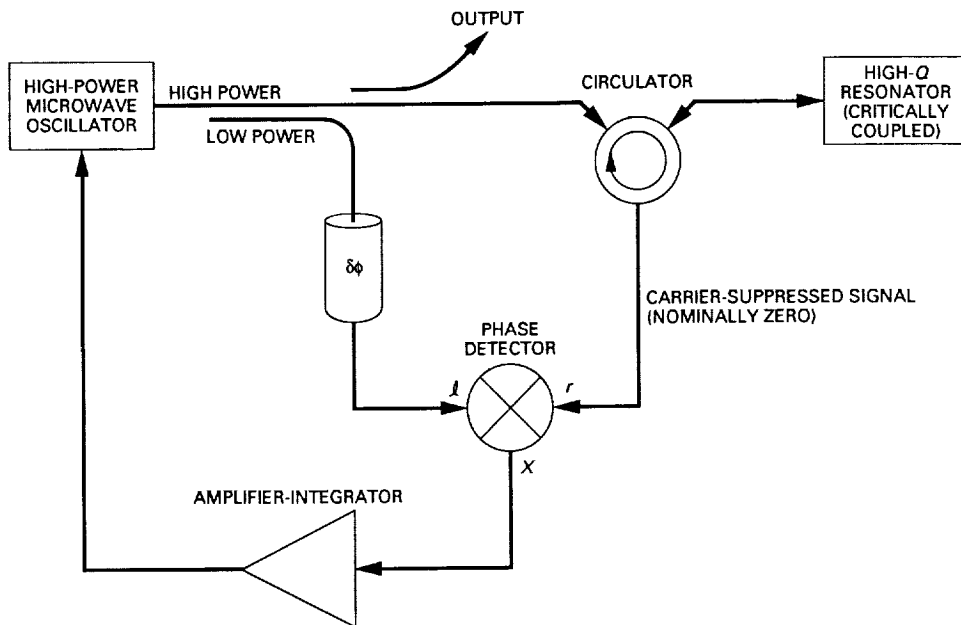 OUTPUT
HIGH-POWER
MICROWAVE
OSCILLATOR
HIGH POWER
LOW POWER
CIRCULATOR
HIGH-Q
RESONATOR
(CRITICALLY
COUPLED)
δϕ
CARRIER-SUPPRESSED SIGNAL
(NOMINALLY ZERO)
PHASE
DETECTOR
ℓ
r
X
AMPLIFIER-INTEGRATOR